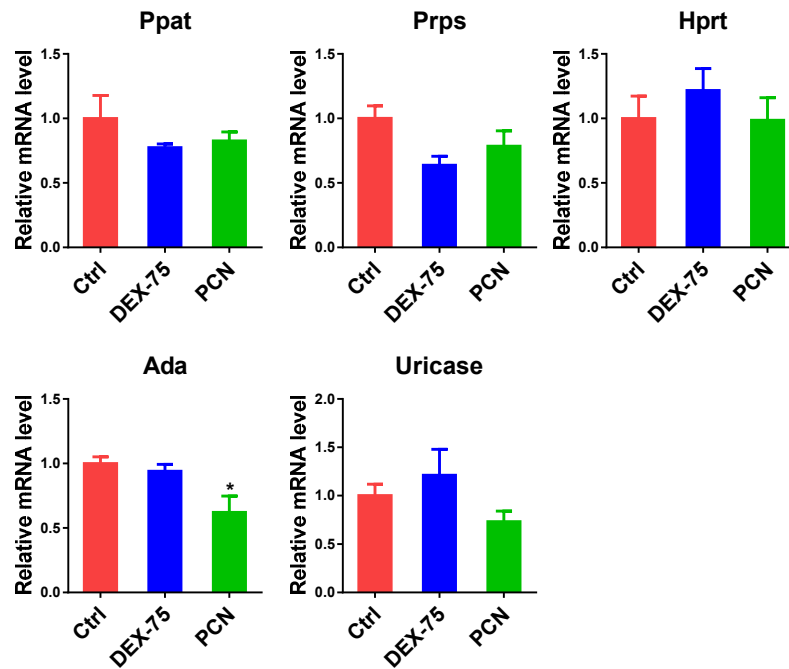 Ppat
Prps
Hprt
Relative mRNA level
1.5
1.0
0.5
0.0
Ctrl
DEX-75
PCN
Relative mRNA level
1.5
1.0
0.5
0.0
Ctrl
DEX-75
PCN
Relative mRNA level
1.5
1.0
0.5
0.0
Ctrl
DEX-75
PCN
Ada
Uricase
Relative mRNA level
1.5
1.0
0.5
0.0
*
Ctrl
DEX-75
PCN
Relative mRNA level
2.0
1.5
1.0
0.5
0.0
Ctrl
DEX-75
PCN